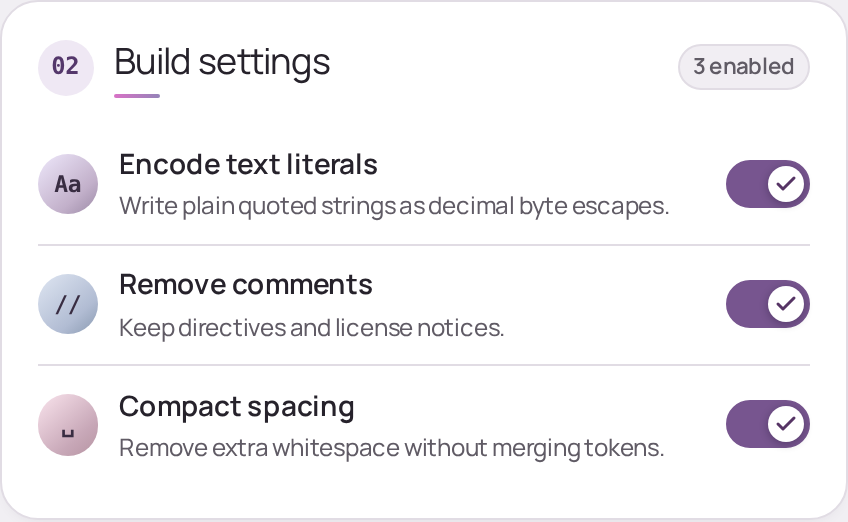 02
Build settings
3 enabled
Aa
Encode text literals
Write plain quoted strings as decimal byte escapes.
//
Remove comments
Keep directives and license notices.
␣
Compact spacing
Remove extra whitespace without merging tokens.